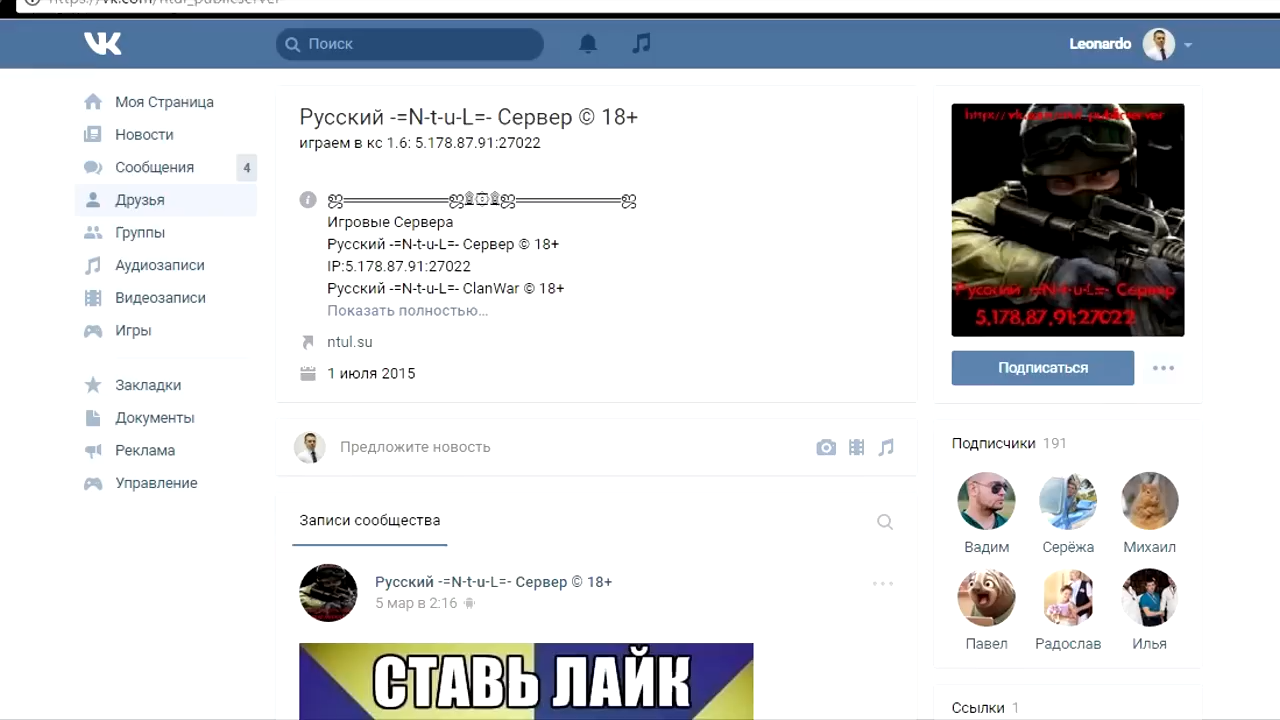 https://vk.com/ntul_publicserver
Поиск
Leonardo
Моя Страница
Новости
Сообщения 4
Друзья
Группы
Аудиозаписи
Видеозаписи
Игры
Закладки
Документы
Реклама
Управление
Русский -=N-t-u-L=- Сервер © 18+
играем в кс 1.6: 5.178.87.91:27022
Игровые Сервера
Русский -=N-t-u-L=- Сервер © 18+
IP:5.178.87.91:27022
Русский -=N-t-u-L=- ClanWar © 18+
Показать полностью...
ntul.su
1 июля 2015
Предложите новость
Записи сообщества
Русский -=N-t-u-L=- Сервер © 18+
5 мар в 2:16
СТАВЬ ЛАЙК
Русский -=N-t-u-L=- Сервер
5,178,87,91:27022
Подписаться
Подписчики 191
Вадим
Серёжа
Михаил
Павел
Радослав
Илья
Ссылки 1